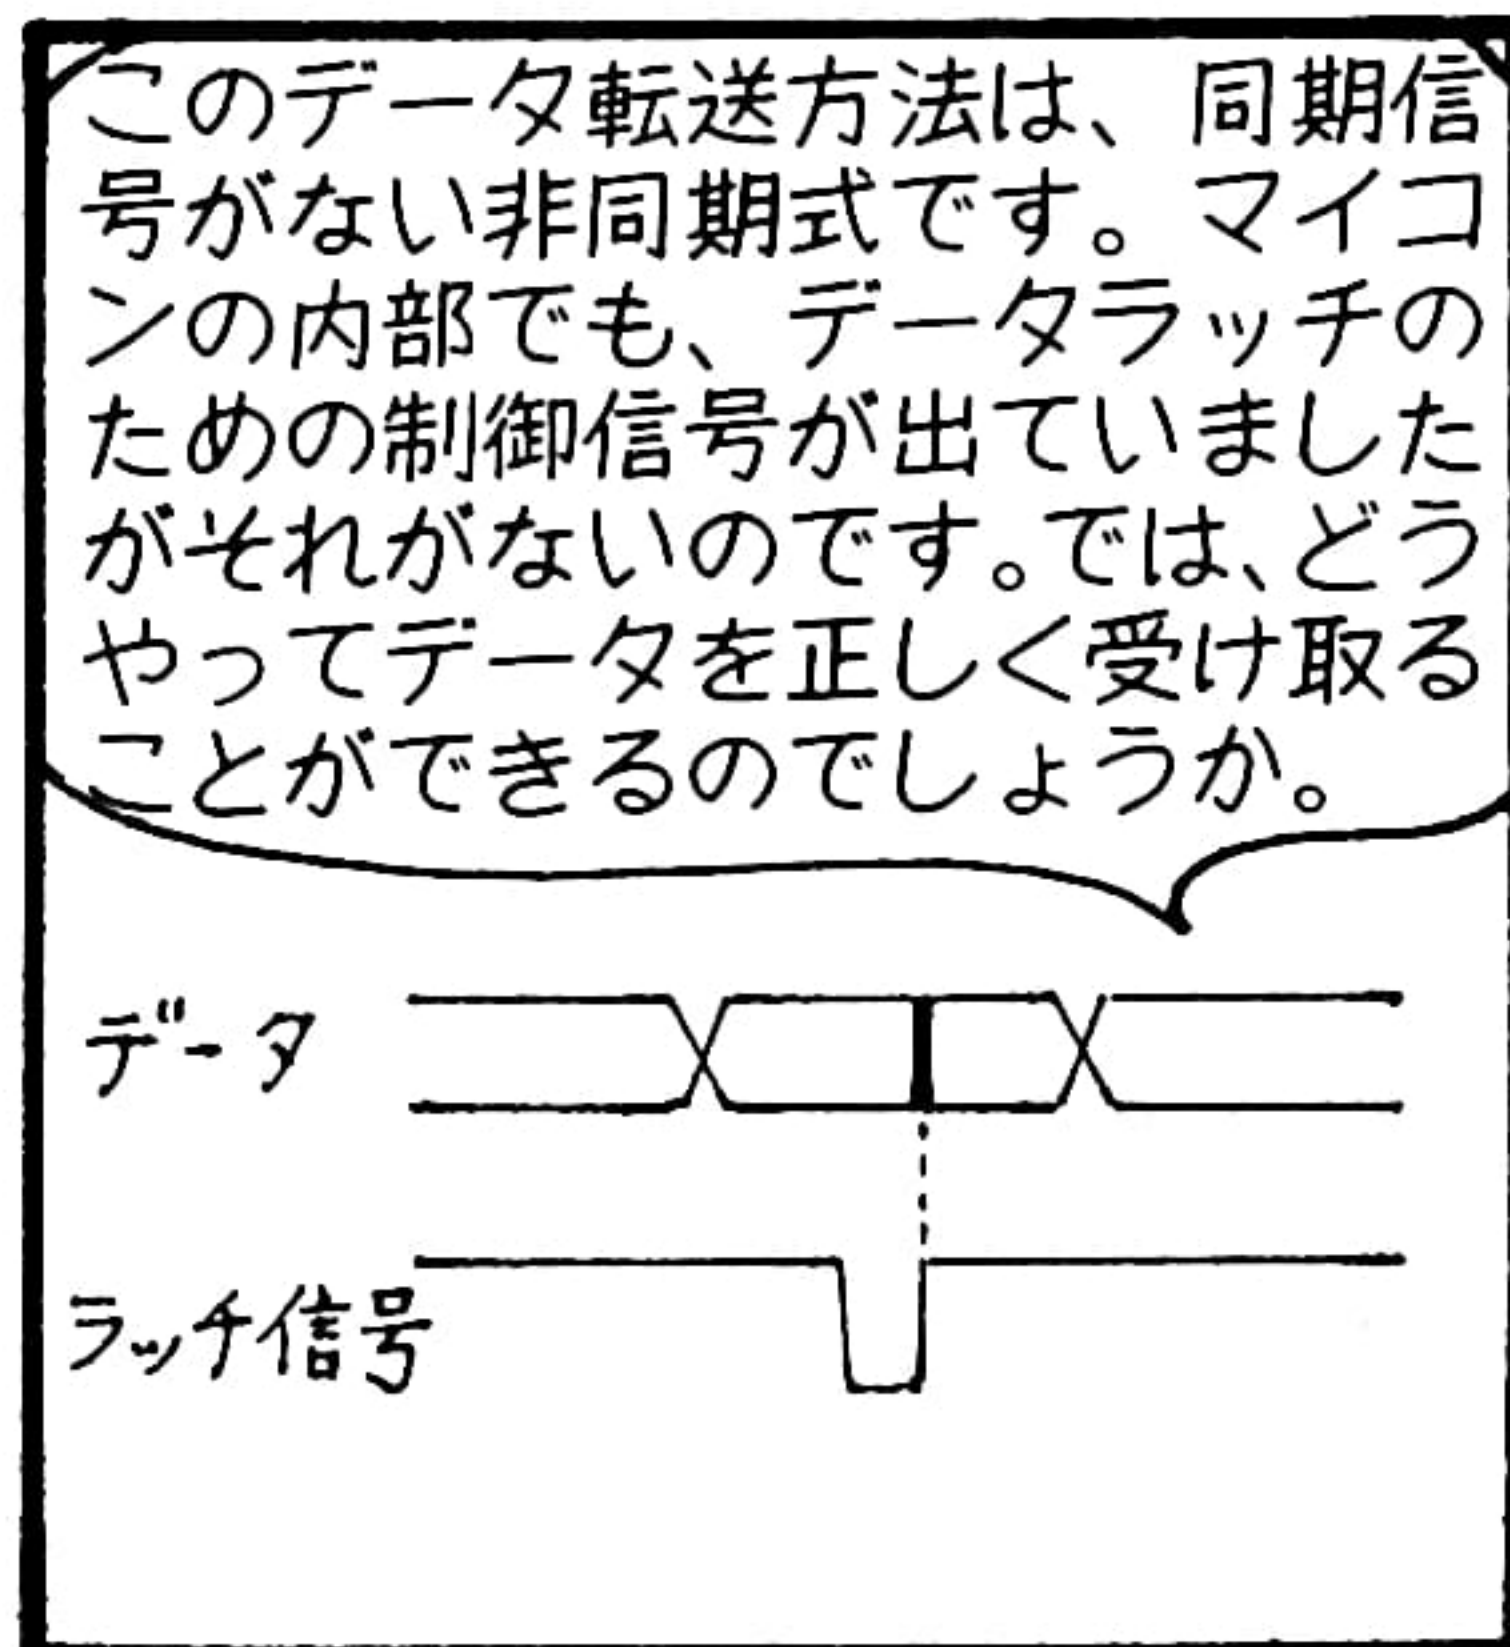 このデータ転送方法は、同期信
号がない非同期式です。マイコ
ンの内部でも、データラッチの
ための制御信号が出ていました
がそれがないのです。では、どう
やってデータを正しく受け取る
ことができるのでしょうか。
データ
ラッチ信号